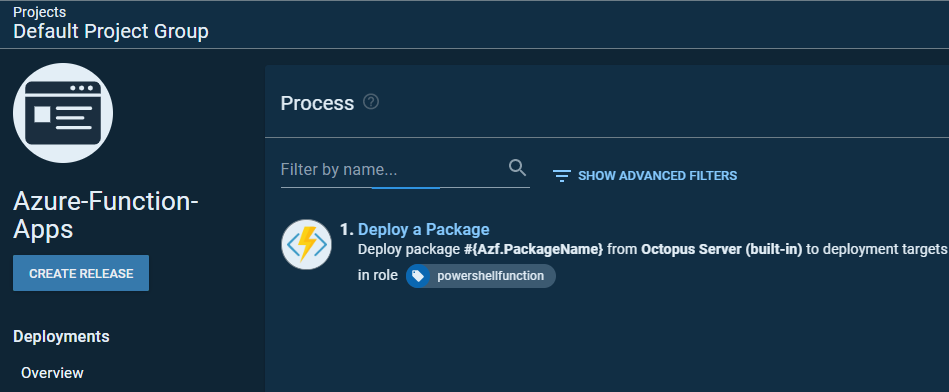 Projects
Default Project Group
Process
Filter by name...
SHOW ADVANCED FILTERS
Azure-Function-
Apps
CREATE RELEASE
1. Deploy a Package
Deploy package #{Azf.PackageName} from Octopus Server (built-in) to deployment targets
in role powershellfunction
Deployments
Overview